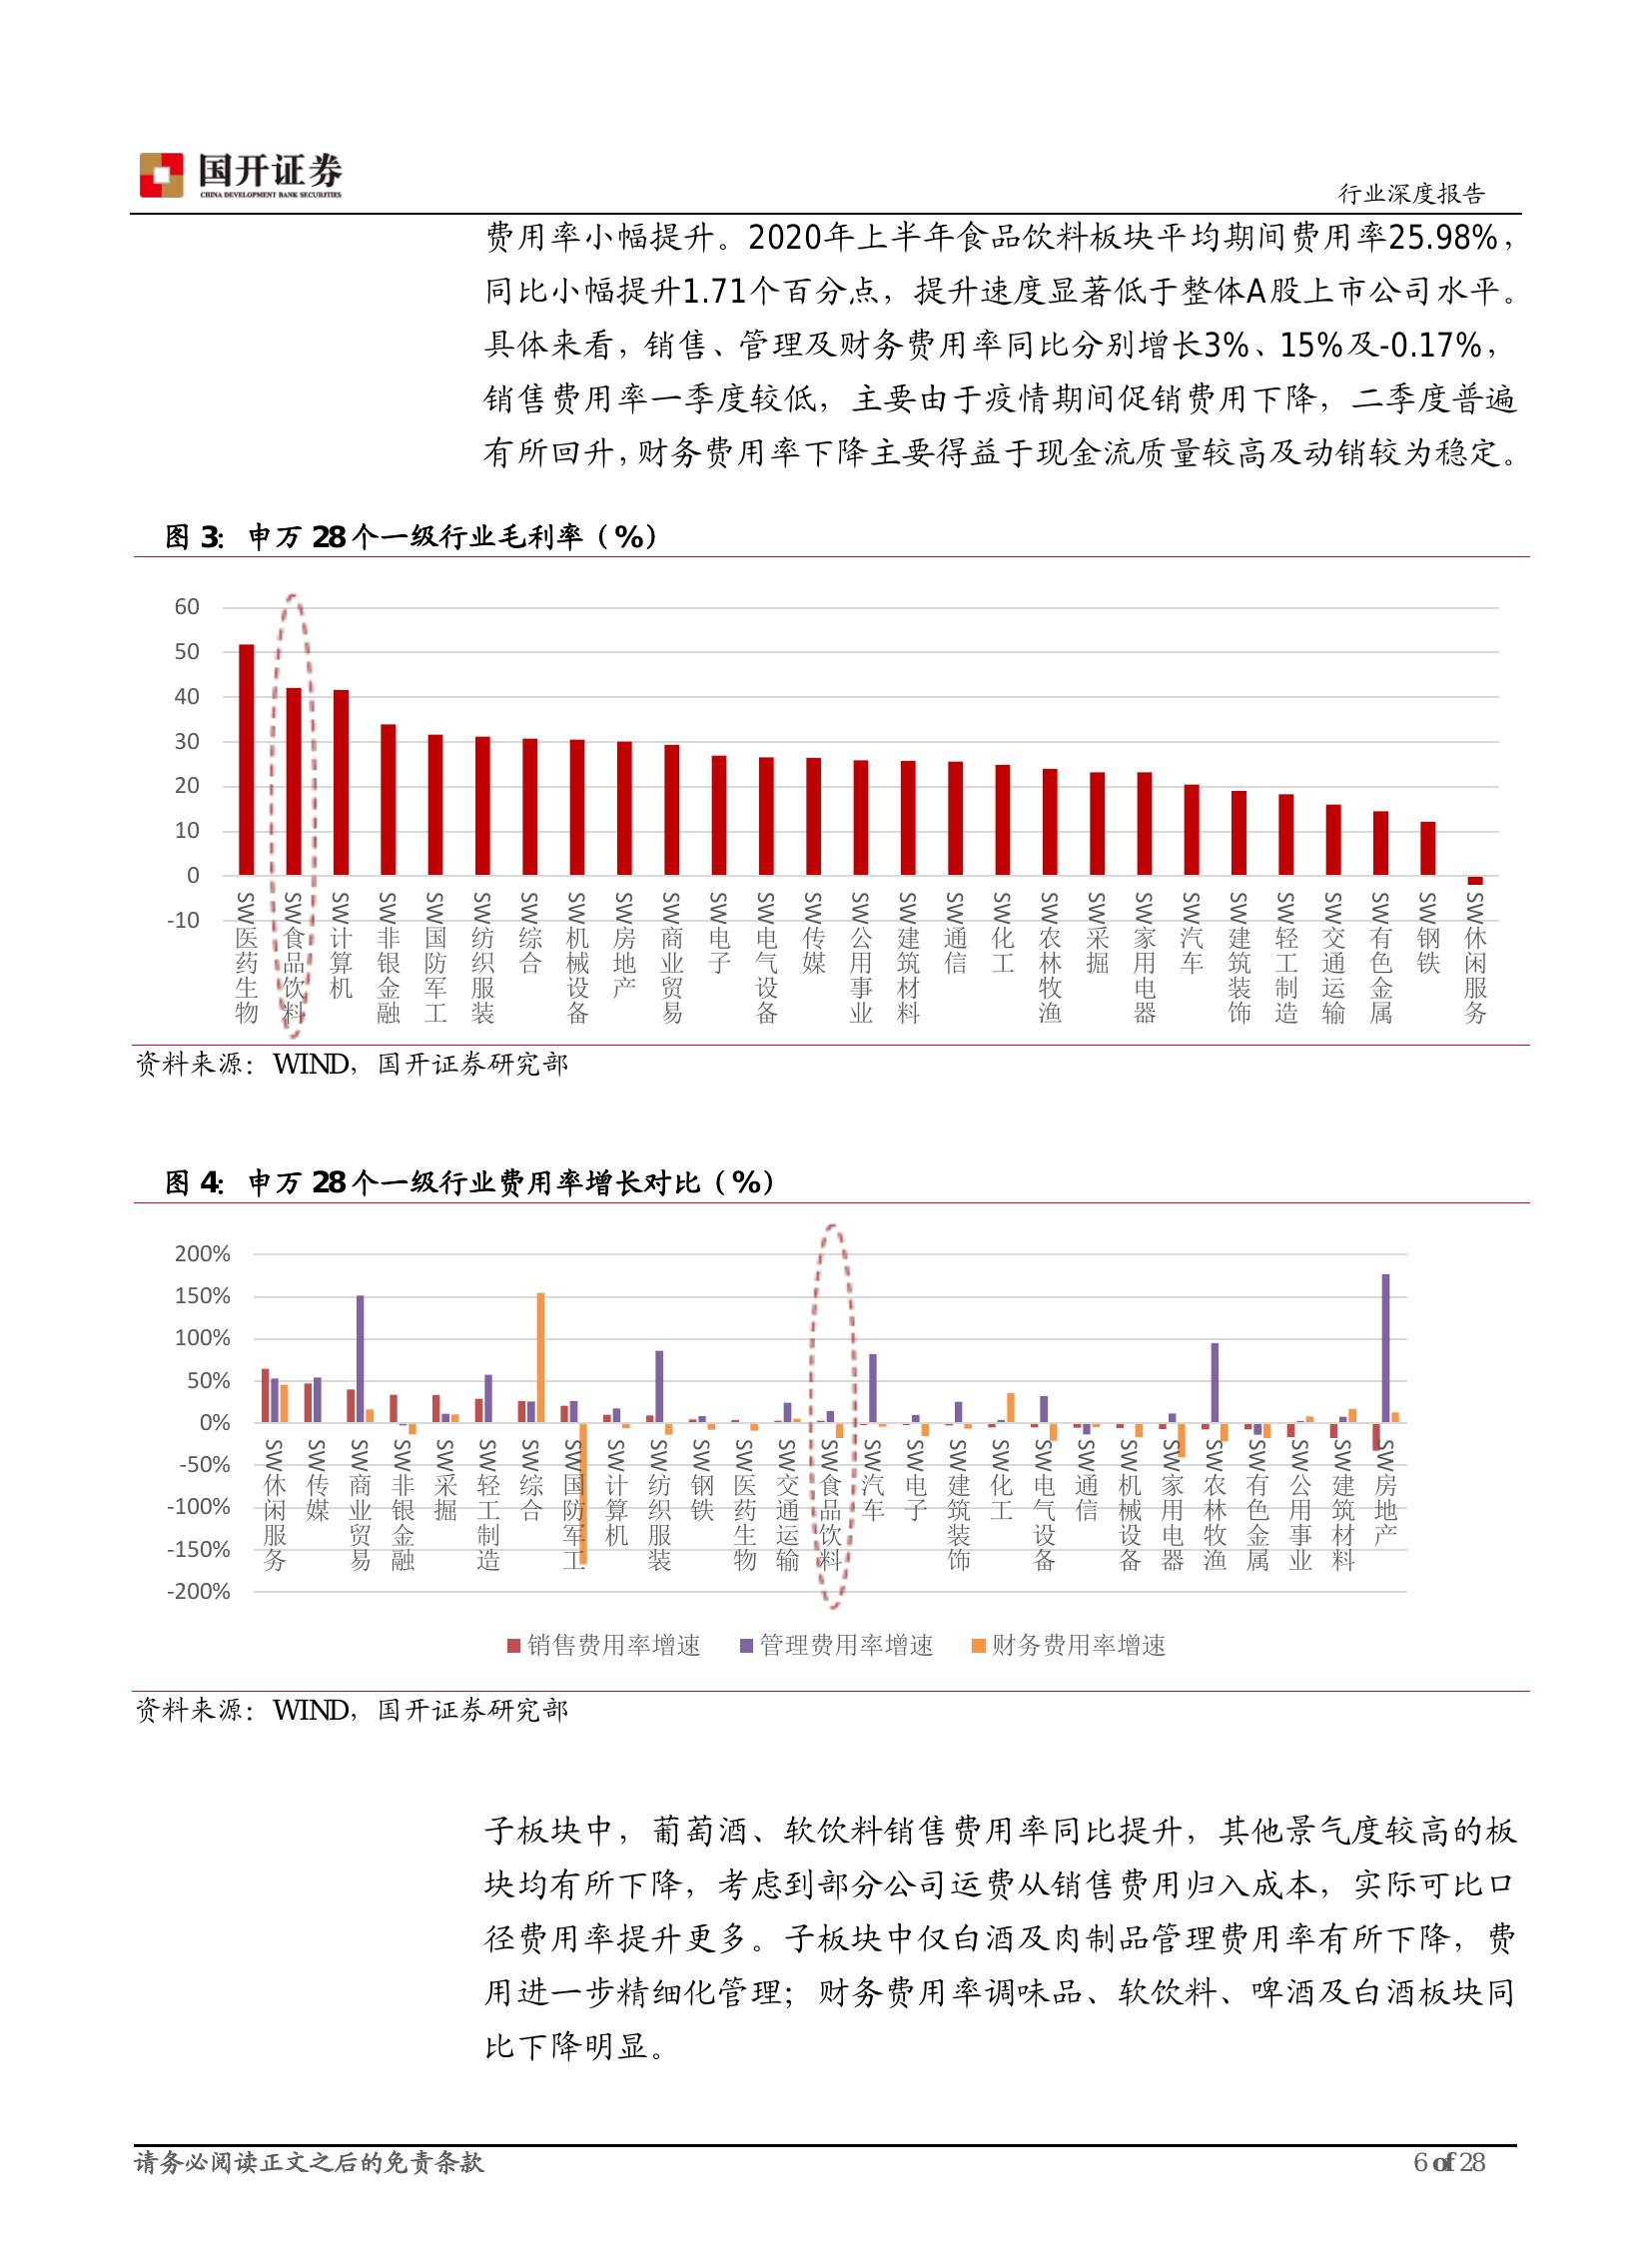 国开证券
CHINA DEVELOPMENT BANK SECURITIES
行业深度报告
费用率小幅提升。2020年上半年食品饮料板块平均期间费用率25.98%，
同比小幅提升1.71个百分点，提升速度显著低于整体A股上市公司水平。
具体来看，销售、管理及财务费用率同比分别增长3%、15%及-0.17%，
销售费用率一季度较低，主要由于疫情期间促销费用下降，二季度普遍
有所回升，财务费用率下降主要得益于现金流质量较高及动销较为稳定。
图 3: 申万 28 个一级行业毛利率（%）
60
50
40
30
20
10
0
-10
SW医药生物
SW食品饮料
SW计算机
SW非银金融
SW国防军工
SW纺织服装
SW综合
SW机械设备
SW房地产
SW商业贸易
SW电子
SW电气设备
SW传媒
SW公用事业
SW建筑材料
SW通信
SW化工
SW农林牧渔
SW采掘
SW家用电器
SW汽车
SW建筑装饰
SW轻工制造
SW交通运输
SW有色金属
SW钢铁
SW休闲服务
资料来源：WIND，国开证券研究部
图 4: 申万 28 个一级行业费用率增长对比（%）
200%
150%
100%
50%
0%
-50%
-100%
-150%
-200%
SW休闲服务
SW传媒
SW商业贸易
SW非银金融
SW采掘
SW轻工制造
SW综合
SW国防军工
SW计算机
SW纺织服装
SW钢铁
SW医药生物
SW交通运输
SW食品饮料
SW汽车
SW电子
SW建筑装饰
SW化工
SW电气设备
SW通信
SW机械设备
SW家用电器
SW农林牧渔
SW有色金属
SW公用事业
SW建筑材料
SW房地产
销售费用率增速 管理费用率增速 财务费用率增速
资料来源：WIND，国开证券研究部
子板块中，葡萄酒、软饮料销售费用率同比提升，其他景气度较高的板
块均有所下降，考虑到部分公司运费从销售费用归入成本，实际可比口
径费用率提升更多。子板块中仅白酒及肉制品管理费用率有所下降，费
用进一步精细化管理；财务费用率调味品、软饮料、啤酒及白酒板块同
比下降明显。
请务必阅读正文之后的免责条款
6 of 28